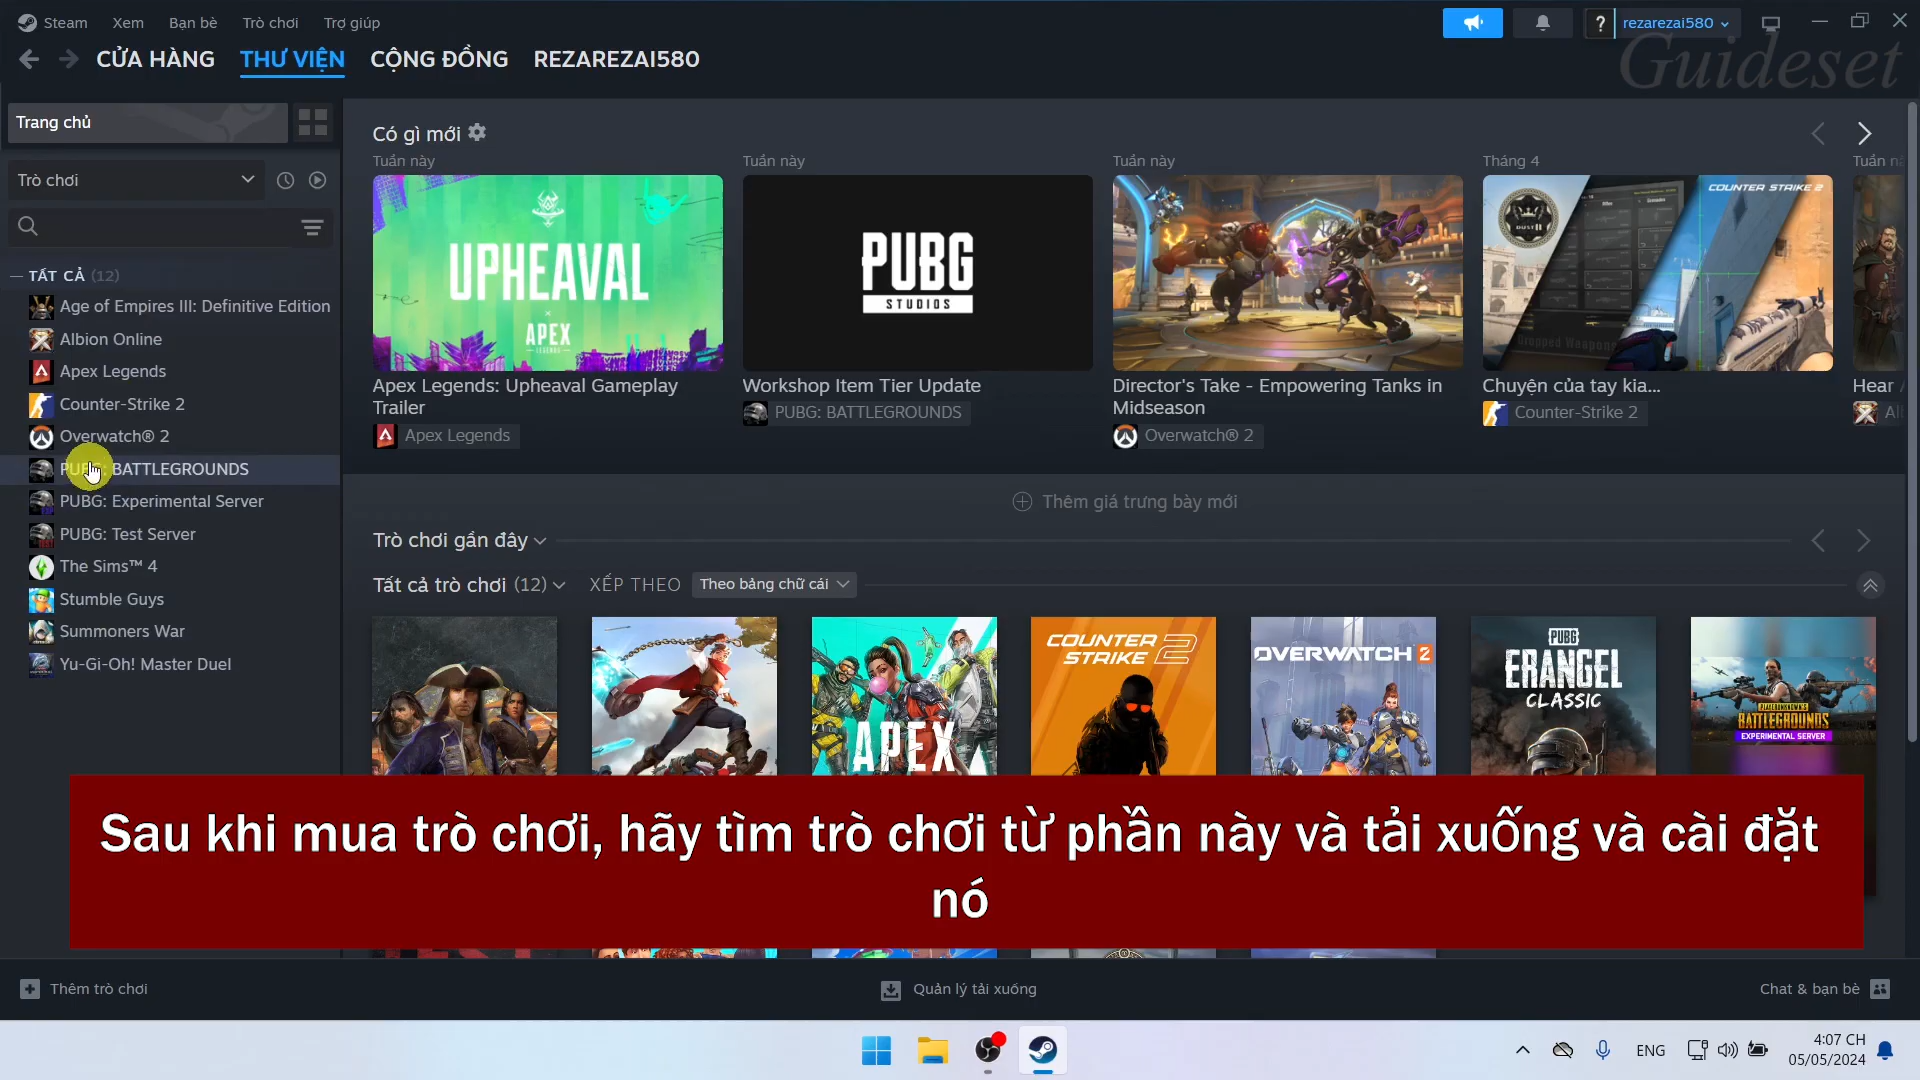 Steam Xem Bạn bè Trò chơi Trợ giúp
? rezarezai580
CỬA HÀNG THƯ VIỆN CỘNG ĐỒNG REZAREZAI580
Guideset
Trang chủ
Trò chơi
TẤT CẢ (12)
Age of Empires III: Definitive Edition
Albion Online
Apex Legends
Counter-Strike 2
Overwatch® 2
PUBG: BATTLEGROUNDS
PUBG: Experimental Server
PUBG: Test Server
The Sims™ 4
Stumble Guys
Summoners War
Yu-Gi-Oh! Master Duel
Có gì mới
Tuần này
UPHEAVAL
×
APEX
LEGENDS
Apex Legends: Upheaval Gameplay
Trailer
Apex Legends
Tuần này
PUBG
STUDIOS
Workshop Item Tier Update
PUBG: BATTLEGROUNDS
Tuần này
Director's Take - Empowering Tanks in
Midseason
Overwatch® 2
Tháng 4
COUNTER STRIKE 2
DUST II
Dropped Weapons
Chuyện của tay kia...
Counter-Strike 2
Hear
Thêm giá trưng bày mới
Trò chơi gần đây
Tất cả trò chơi (12) XẾP THEO Theo bảng chữ cái
APEX
COUNTER
STRIKE 2
OVERWATCH 2
PUBG
ERANGEL
CLASSIC
BATTLEGROUNDS
EXPERIMENTAL SERVER
Sau khi mua trò chơi, hãy tìm trò chơi từ phần này và tải xuống và cài đặt
nó
Thêm trò chơi
Quản lý tải xuống
Chat & bạn bè
ENG
4:07 CH
05/05/2024